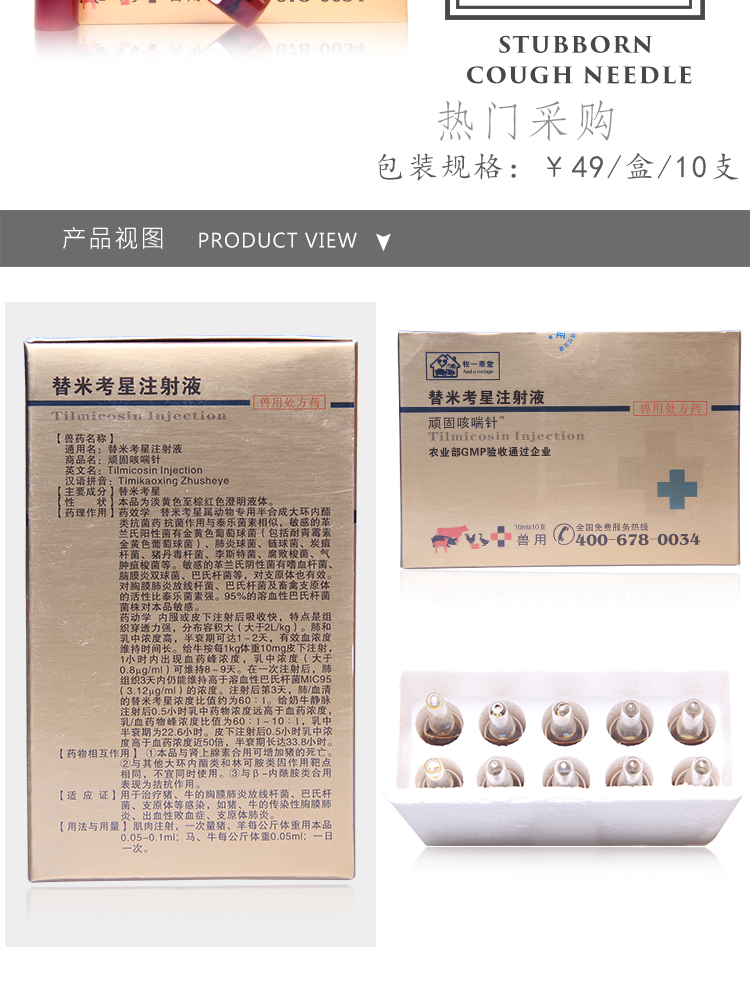 兽用
678-0034
STUBBORN
COUGH NEEDLE
热门采购
包装规格：￥49/盒/10支
产品视图 PRODUCT VIEW
替米考星注射液
兽用处方药
Tilmicosin Injection
【兽药名称】
通用名：替米考星注射液
商品名：顽固咳喘针
英文名：Tilmicosin Injection
汉语拼音：Timikaoxing Zhusheye
【主要成分】替米考星
【性 状】本品为淡黄色至棕红色澄明液体。
【药理作用】药效学 替米考星属动物专用半合成大环内酯
类抗菌药 抗菌作用与泰乐菌素相似，敏感的革
兰氏阳性菌有金黄色葡萄球菌（包括耐青霉素
金黄色葡萄球菌）、肺炎球菌、链球菌、炭疽
杆菌、猪丹毒杆菌、李斯特菌、腐败梭菌、气
肿疽梭菌等。敏感的革兰氏阴性菌有嗜血杆菌、
脑膜炎双球菌、巴氏杆菌等，对支原体也有效。
对胸膜肺炎放线杆菌、巴氏杆菌及畜禽支原体
的活性比泰乐菌素强。95%的溶血性巴氏杆菌
菌株对本品敏感。
药动学 内服或皮下注射后吸收快，特点是组
织穿透力强，分布容积大（大于2L/kg）。肺和
乳中浓度高，半衰期可达1~2天，有效血浓度
维持时间长。给牛按每1kg体重10mg皮下注射，
1小时内出现血药峰浓度，乳中浓度（大于
0.8μg/ml）可维持8~9天。在一次注射后，肺
组织3天内仍能维持高于溶血性巴氏杆菌MIC95
（3.12μg/ml）的浓度。注射后第3天，肺/血清
的替米考星浓度比值约为60：1。给奶牛静脉
注射后0.5小时乳中药物浓度远高于血药浓度，
乳/血药物峰浓度比值为60：1-10：1，乳中
半衰期为22.6小时。皮下注射后0.5小时乳中浓
度高于血药浓度近50倍，半衰期长达33.8小时。
【药物相互作用】①本品与肾上腺素合用可增加猪的死亡。
②与其他大环内酯类和林可胺类因作用靶点
相同，不宜同时使用。③与β-内酰胺类合用
表现为拮抗作用。
【适 应 证】用于治疗猪、牛的胸膜肺炎放线杆菌、巴氏杆
菌、支原体等感染，如猪、牛的传染性胸膜肺
炎、出血性败血症、支原体肺炎。
【用法与用量】肌肉注射，一次量猪、羊每公斤体重用本品
0.05-0.1ml；马、牛每公斤体重0.05ml；一日
一次。
牧一草堂
替米考星注射液
兽用处方药
顽固咳喘针™
Tilmicosin Injection
农业部GMP验收通过企业
10ml×10支
兽用
全国免费服务热线
400-678-0034